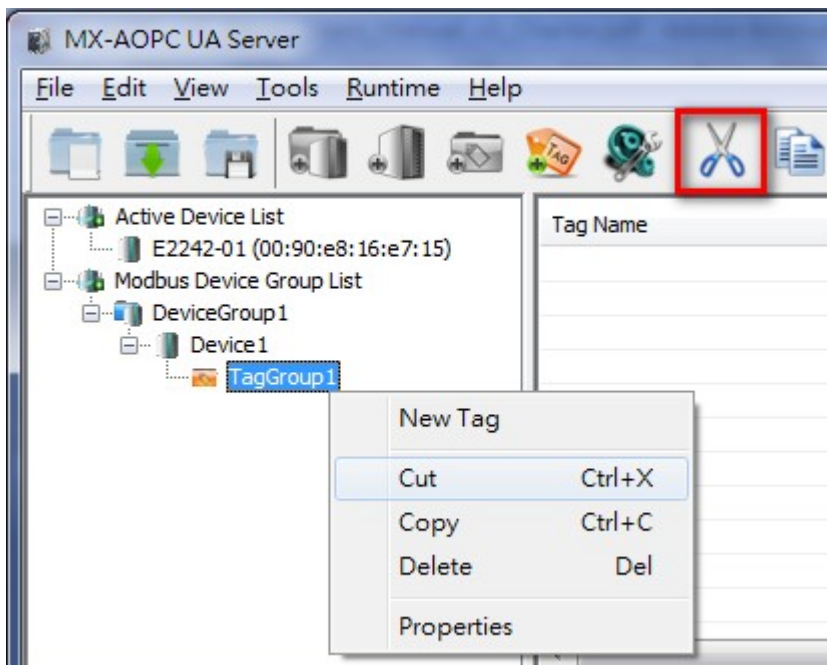 MX-AOPC UA Server
File Edit View Tools Runtime Help
TAG
Active Device List
E2242-01 (00:90:e8:16:e7:15)
Modbus Device Group List
DeviceGroup1
Device1
TagGroup1
Tag Name
New Tag
Cut Ctrl+X
Copy Ctrl+C
Delete Del
Properties